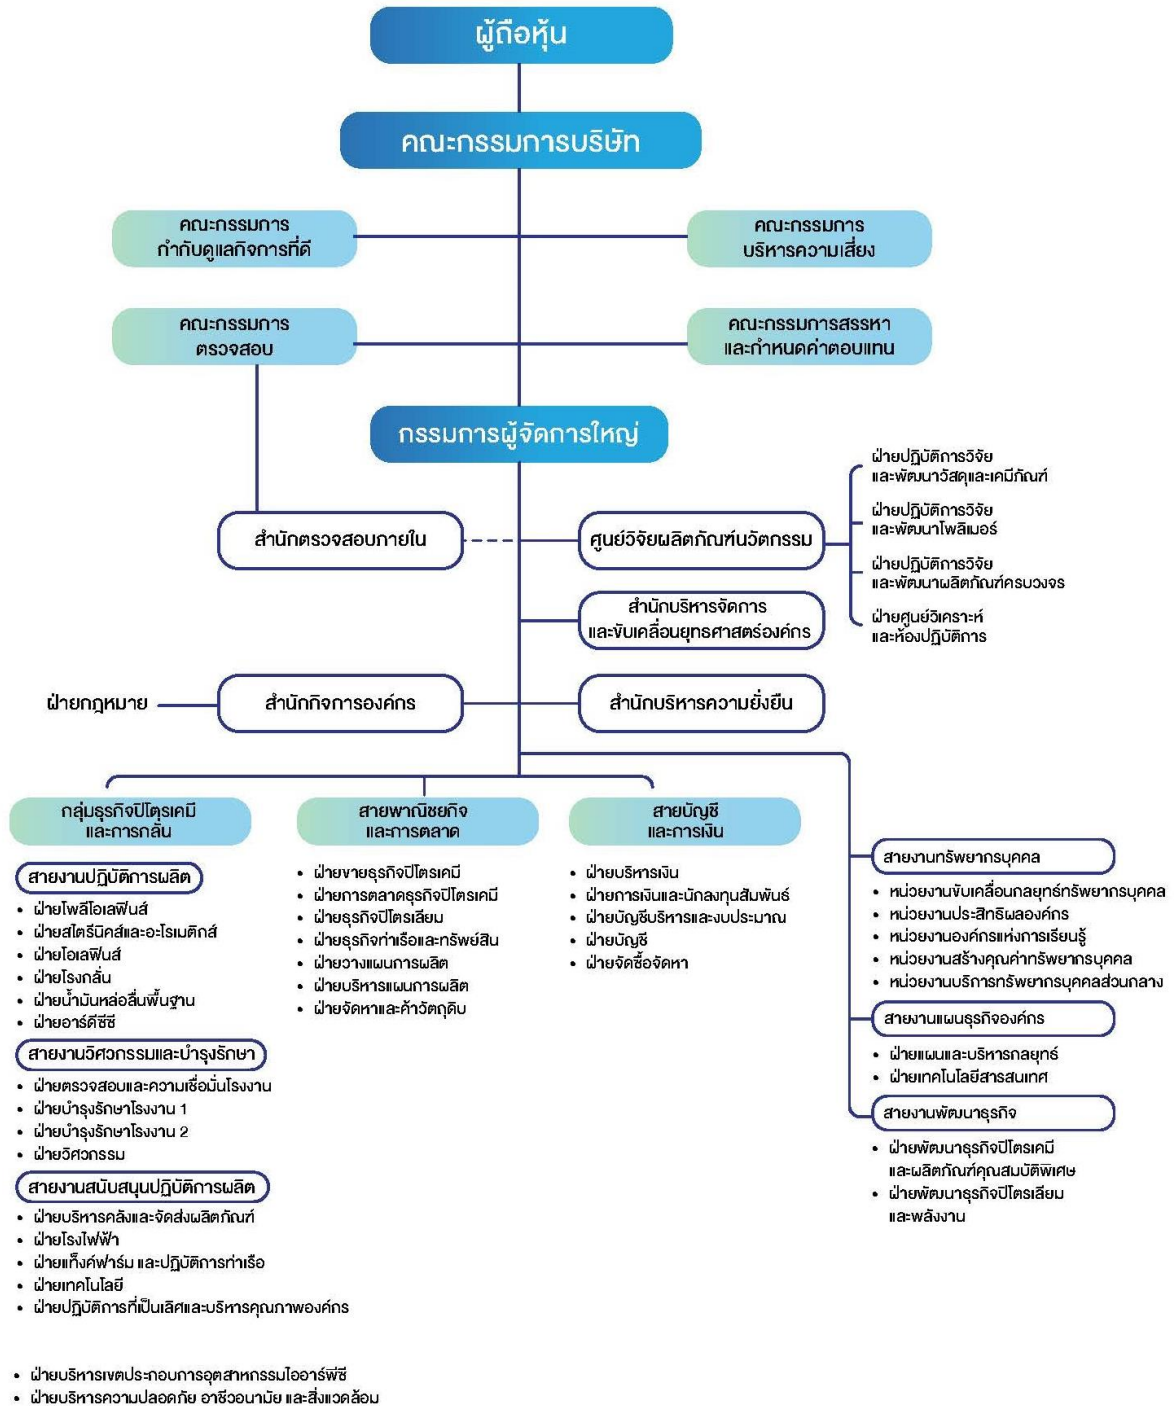 ผู้ถือหุ้น
คณะกรรมการบริษัท
คณะกรรมการ
กำกับดูแลกิจการที่ดี
คณะกรรมการ
บริหารความเสี่ยง
คณะกรรมการ
ตรวจสอบ
คณะกรรมการสรรหา
และกำหนดค่าตอบแทน
กรรมการผู้จัดการใหญ่
สำนักตรวจสอบภายใน
ศูนย์วิจัยผลิตภัณฑ์นวัตกรรม
ฝ่ายปฏิบัติการวิจัย
และพัฒนาวัสดุและเคมีภัณฑ์
ฝ่ายปฏิบัติการวิจัย
และพัฒนาโพลิเมอร์
ฝ่ายปฏิบัติการวิจัย
และพัฒนาผลิตภัณฑ์ครบวงจร
ฝ่ายศูนย์วิเคราะห์
และห้องปฏิบัติการ
สำนักบริหารจัดการ
และขับเคลื่อนยุทธศาสตร์องค์กร
ฝ่ายกฎหมาย
สำนักกิจการองค์กร
สำนักบริหารความยั่งยืน
กลุ่มธุรกิจปิโตรเคมี
และการกลั่น
สายงานปฏิบัติการผลิต
• ฝ่ายโพลีโอเลฟินส์
• ฝ่ายสไตรีนิคส์และอะโรเมติกส์
• ฝ่ายโอเลฟินส์
• ฝ่ายโรงกลั่น
• ฝ่ายน้ำมันหล่อลื่นพื้นฐาน
• ฝ่ายอาร์ดีซีซี
สายงานวิศวกรรมและบำรุงรักษา
• ฝ่ายตรวจสอบและความเชื่อมั่นโรงงาน
• ฝ่ายบำรุงรักษาโรงงาน 1
• ฝ่ายบำรุงรักษาโรงงาน 2
• ฝ่ายวิศวกรรม
สายงานสนับสนุนปฏิบัติการผลิต
• ฝ่ายบริหารคลังและจัดส่งผลิตภัณฑ์
• ฝ่ายโรงไฟฟ้า
• ฝ่ายแท็งค์ฟาร์ม และปฏิบัติการท่าเรือ
• ฝ่ายเทคโนโลยี
• ฝ่ายปฏิบัติการที่เป็นเลิศและบริหารคุณภาพองค์กร
• ฝ่ายบริหารเขตประกอบการอุตสาหกรรมไออาร์พีซี
• ฝ่ายบริหารความปลอดภัย อาชีวอนามัย และสิ่งแวดล้อม
สายพาณิชยกิจ
และการตลาด
• ฝ่ายขายธุรกิจปิโตรเคมี
• ฝ่ายการตลาดธุรกิจปิโตรเคมี
• ฝ่ายธุรกิจปิโตรเลียม
• ฝ่ายธุรกิจท่าเรือและทรัพย์สิน
• ฝ่ายวางแผนการผลิต
• ฝ่ายบริหารแผนการผลิต
• ฝ่ายจัดหาและค้าวัตถุดิบ
สายบัญชี
และการเงิน
• ฝ่ายบริหารเงิน
• ฝ่ายการเงินและนักลงทุนสัมพันธ์
• ฝ่ายบัญชีบริหารและงบประมาณ
• ฝ่ายบัญชี
• ฝ่ายจัดซื้อจัดหา
สายงานทรัพยากรบุคคล
• หน่วยงานขับเคลื่อนกลยุทธ์ทรัพยากรบุคคล
• หน่วยงานประสิทธิผลองค์กร
• หน่วยงานองค์กรแห่งการเรียนรู้
• หน่วยงานสร้างคุณค่าทรัพยากรบุคคล
• หน่วยงานบริการทรัพยากรบุคคลส่วนกลาง
สายงานแผนธุรกิจองค์กร
• ฝ่ายแผนและบริหารกลยุทธ์
• ฝ่ายเทคโนโลยีสารสนเทศ
สายงานพัฒนาธุรกิจ
• ฝ่ายพัฒนาธุรกิจปิโตรเคมี
และผลิตภัณฑ์คุณสมบัติพิเศษ
• ฝ่ายพัฒนาธุรกิจปิโตรเลียม
และพลังงาน